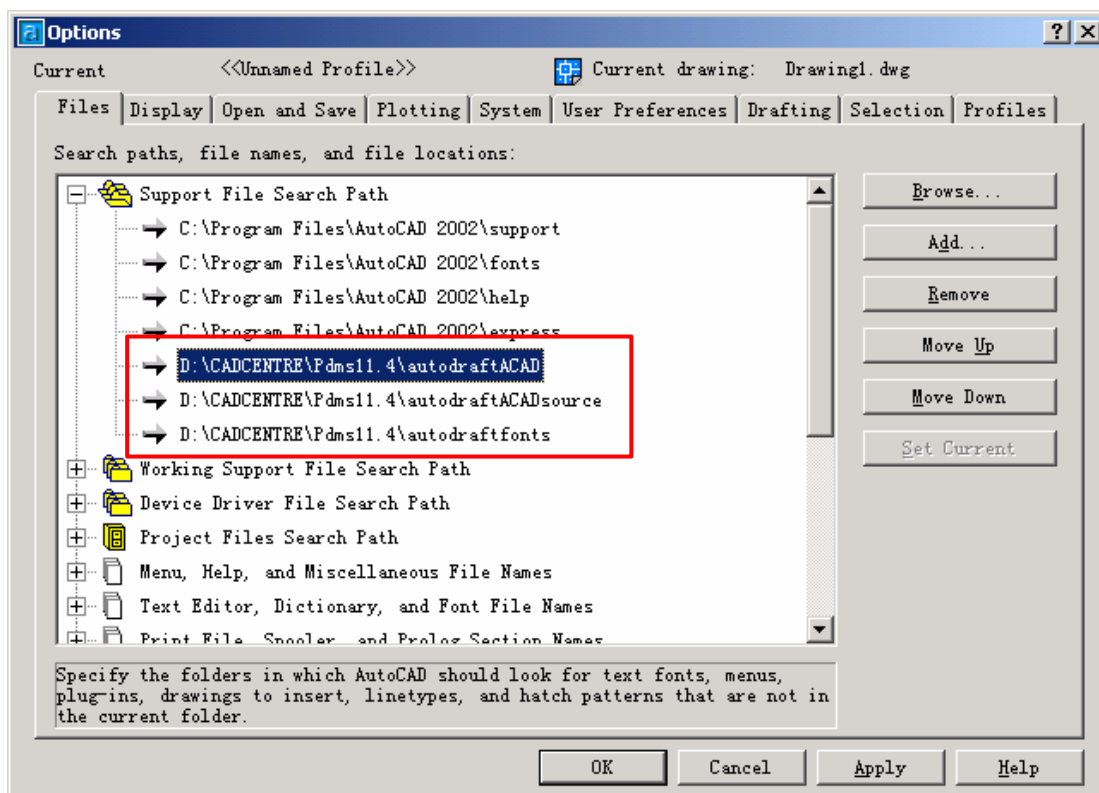 Options
Current <<Unnamed Profile>> Current drawing: Drawing1.dwg
Files Display Open and Save Plotting System User Preferences Drafting Selection Profiles
Search paths, file names, and file locations:
Support File Search Path
C:\Program Files\AutoCAD 2002\support
C:\Program Files\AutoCAD 2002\fonts
C:\Program Files\AutoCAD 2002\help
C:\Program Files\AutoCAD 2002\express
D:\CADCENTRE\Pdms11.4\autodraftACAD
D:\CADCENTRE\Pdms11.4\autodraftACADsource
D:\CADCENTRE\Pdms11.4\autodraftfonts
Working Support File Search Path
Device Driver File Search Path
Project Files Search Path
Menu, Help, and Miscellaneous File Names
Text Editor, Dictionary, and Font File Names
Print File, Spooler, and Prolog Section Names
Browse...
Add...
Remove
Move Up
Move Down
Set Current
Specify the folders in which AutoCAD should look for text fonts, menus,
plug-ins, drawings to insert, linetypes, and hatch patterns that are not in
the current folder.
OK Cancel Apply Help